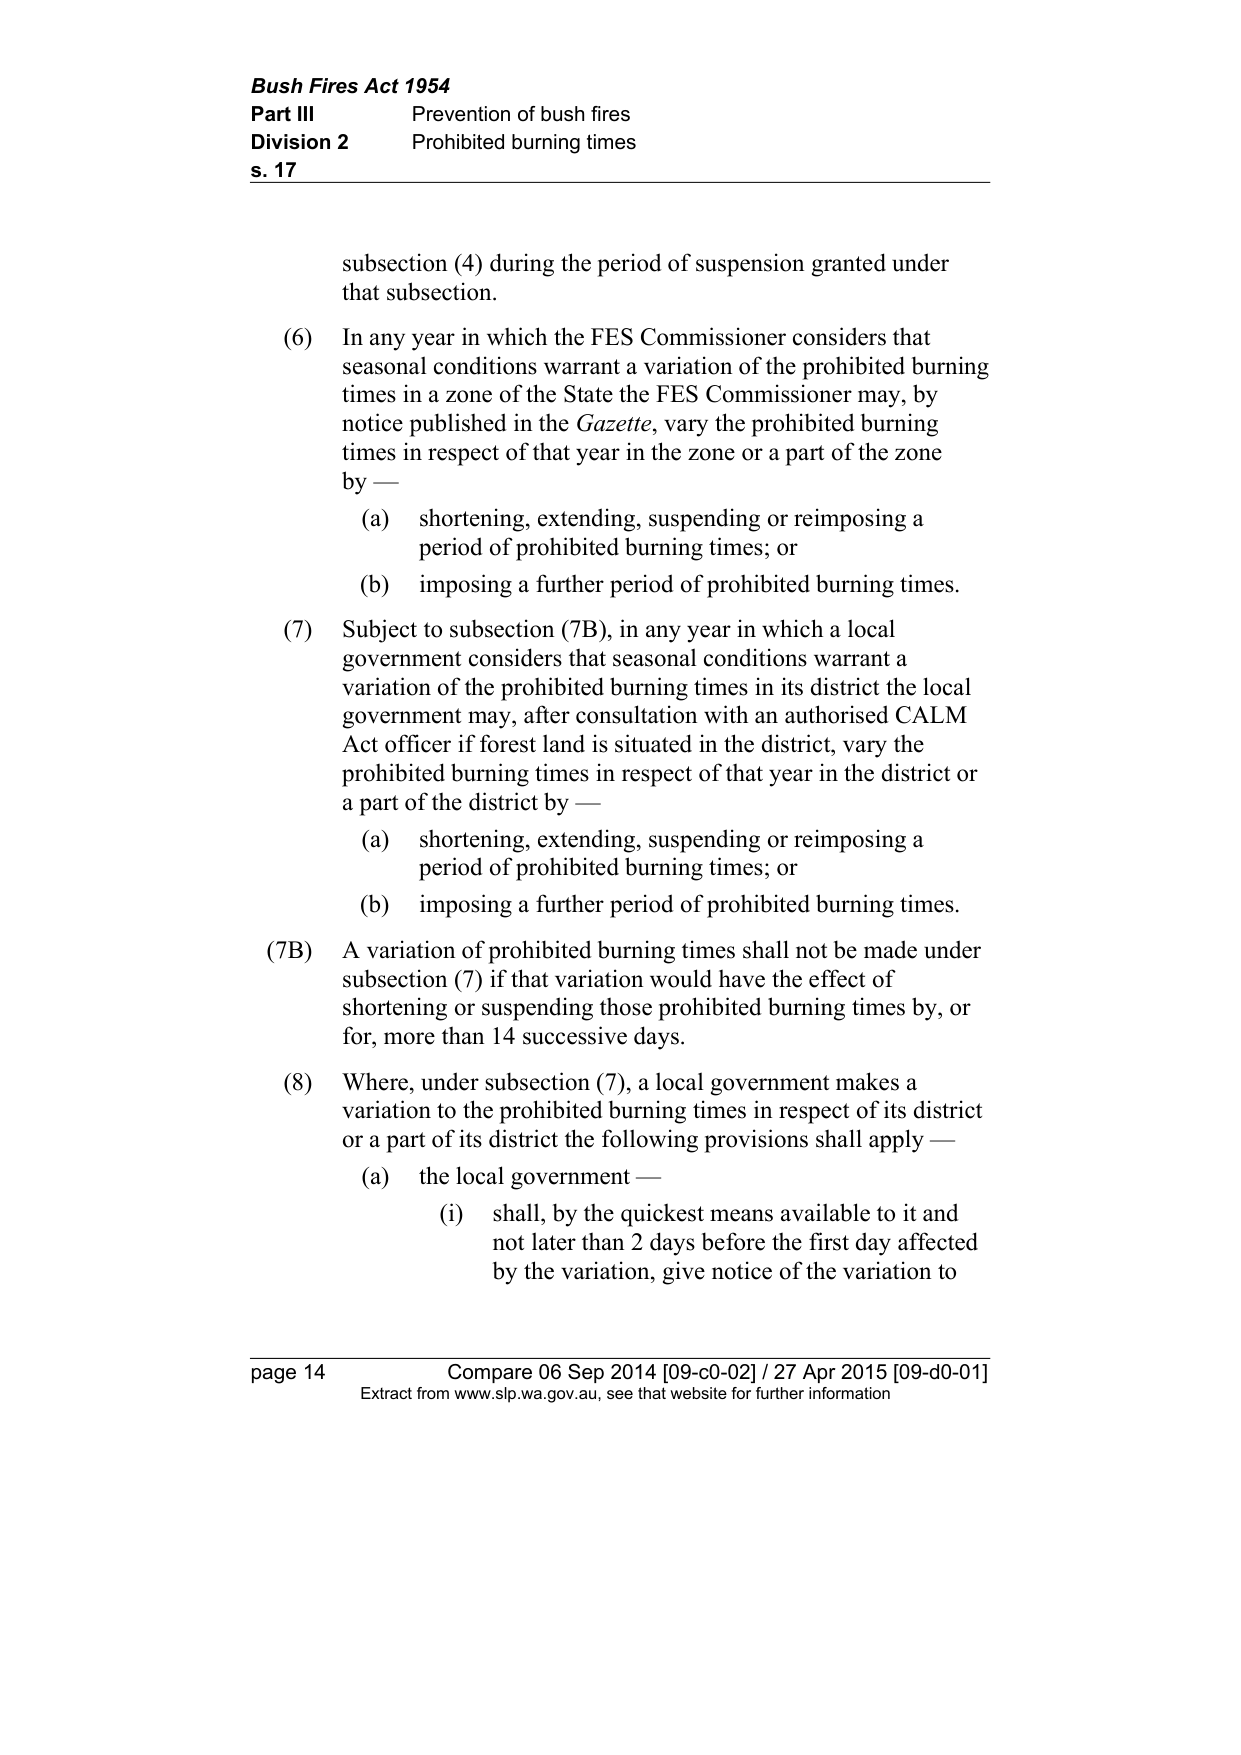 Bush Fires Act 1954
Part III Prevention of bush fires
Division 2 Prohibited burning times
s. 17
subsection (4) during the period of suspension granted under
that subsection.
(6) In any year in which the FES Commissioner considers that
seasonal conditions warrant a variation of the prohibited burning
times in a zone of the State the FES Commissioner may, by
notice published in the Gazette, vary the prohibited burning
times in respect of that year in the zone or a part of the zone
by —
(a) shortening, extending, suspending or reimposing a
period of prohibited burning times; or
(b) imposing a further period of prohibited burning times.
(7) Subject to subsection (7B), in any year in which a local
government considers that seasonal conditions warrant a
variation of the prohibited burning times in its district the local
government may, after consultation with an authorised CALM
Act officer if forest land is situated in the district, vary the
prohibited burning times in respect of that year in the district or
a part of the district by —
(a) shortening, extending, suspending or reimposing a
period of prohibited burning times; or
(b) imposing a further period of prohibited burning times.
(7B) A variation of prohibited burning times shall not be made under
subsection (7) if that variation would have the effect of
shortening or suspending those prohibited burning times by, or
for, more than 14 successive days.
(8) Where, under subsection (7), a local government makes a
variation to the prohibited burning times in respect of its district
or a part of its district the following provisions shall apply —
(a) the local government —
(i) shall, by the quickest means available to it and
not later than 2 days before the first day affected
by the variation, give notice of the variation to
page 14 Compare 06 Sep 2014 [09-c0-02] / 27 Apr 2015 [09-d0-01]
Extract from www.slp.wa.gov.au, see that website for further information